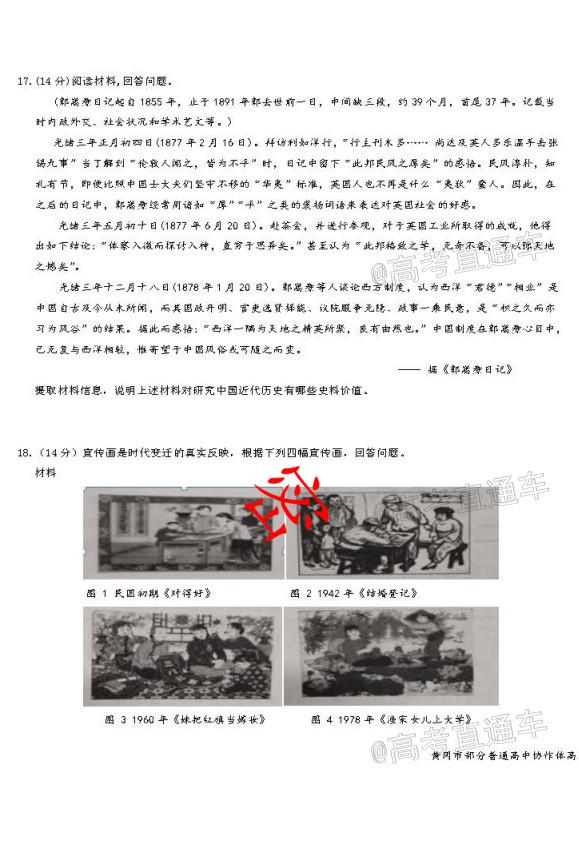 17.(14分)阅读材料,回答问题。
(郭嵩焘日记起自1855年，止于1891年郭去世前一日，中间缺三段，约39个月，首尾37年。记载当
时内政外交、社会状况和学术艺文等。)
光绪三年正月初四(1877年2月16日)。拜访利如洋行，“行主刊木多…… 尚达及英人多乐温手击张
锡九事”当了解到“伦敦人闻之，皆为不平”时，日记中留下“此邦民风之厚矣”的感悟。民风淳朴，知
礼有节，即便比照中国士大夫们坚守不移的“华夷”标准，英国人也不再是什么“夷狄”蛮人。因此，在
之后的日记中，郭嵩焘经常用诸如“厚”“平”之类的褒扬词语来表达对英国社会的好感。
光绪三年五月初十日(1877年6月20日)。赴茶会，并进行参观，对于英国工业所取得的成就，他得
出如下结论：“体察入微而探讨入神，直穷于思异矣。”甚至认为“此邦格致之学，无奇不备，可以弥天地
之憾矣”。
光绪三年十二月十八日(1878年1月20日)。郭嵩焘等人谈论西方制度，认为西洋“君德”“相业”是
中国自古及今从未所闻，而其国政开明、官吏选贤择能、议院服争无隐、政事一乘民意，是“积之久而亦
习为风俗”的结果。据此而感悟：“西洋一隅为天地之精英所聚，良有由然也。”中国制度在郭嵩焘心目中，
已无复与西洋相较，惟寄望于中国风俗或可随之而变。
—— 据《郭嵩焘日记》
提取材料信息，说明上述材料对研究中国近代历史有哪些史料价值。
18.（14分）宣传画是时代变迁的真实反映，根据下列四幅宣传画，回答问题。
材料
图 1 民国初期《对得好》
图 2 1942年《结婚登记》
图 3 1960年《妹把红旗当嫁妆》
图 4 1978年《渔家女儿上大学》
@高考直通车
@高考直通车
@高考直通车
黄冈市部分普通高中协作体高